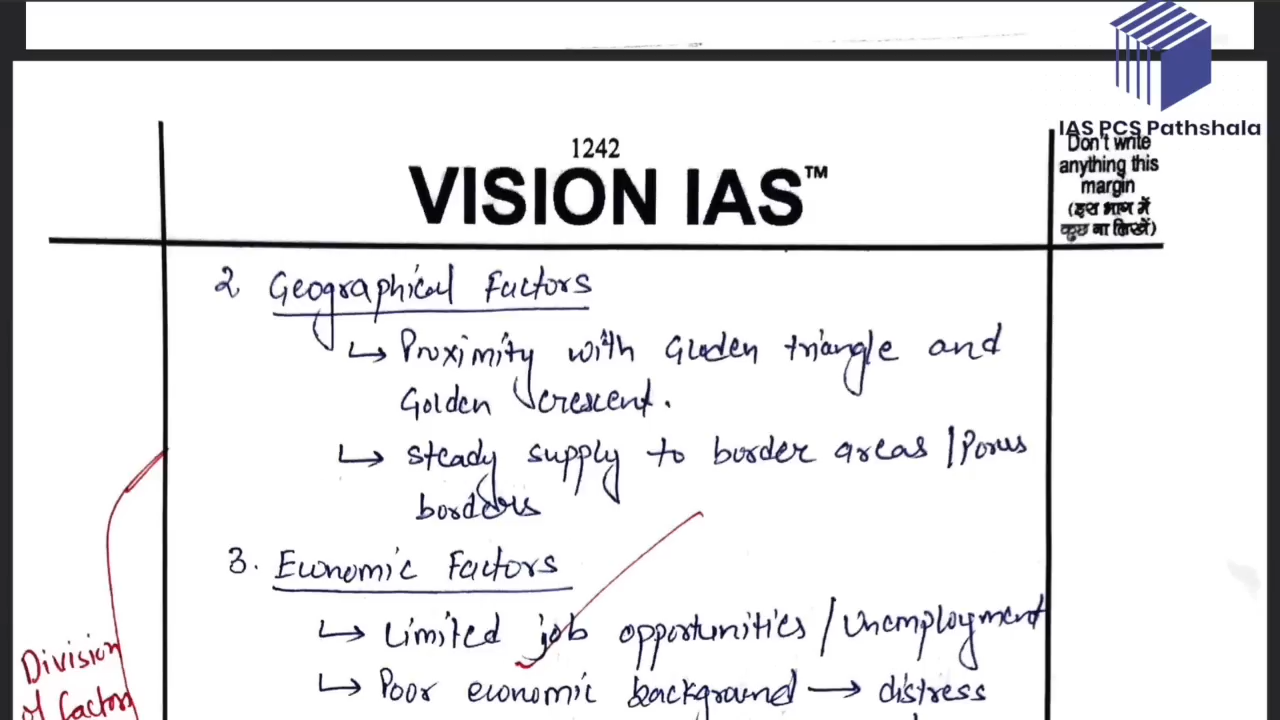 IAS PCS Pathshala
1242
VISION IAS™
Don't write
anything this
margin
(इस भाग में
कुछ ना लिखें)
2 Geographical Factors
↳ Proximity with Gluden triangle and
Golden crescent.
↳ steady supply to border areas / Porus
borders
3. Economic Factors
↳ Limited job opportunities / Unemployment
↳ Poor economic background → distress
Division
of factors